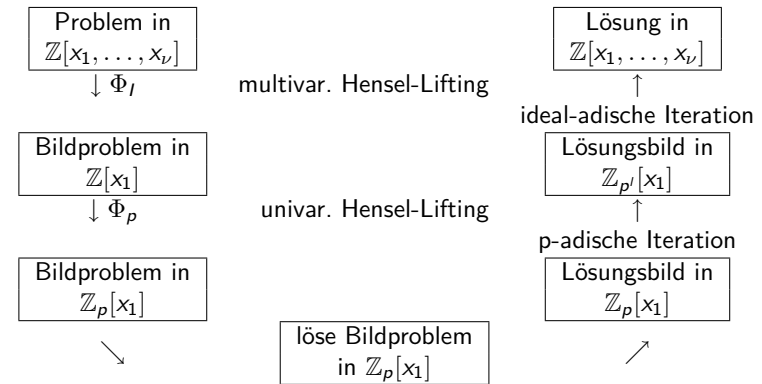 Problem in
ℤ[x₁, . . . , x_ν]
↓ Φ_I
multivar. Hensel-Lifting
Lösung in
ℤ[x₁, . . . , x_ν]
↑
ideal-adische Iteration
Bildproblem in
ℤ[x₁]
↓ Φ_p
univar. Hensel-Lifting
Lösungsbild in
ℤ_{p^l}[x₁]
↑
p-adische Iteration
Bildproblem in
ℤ_p[x₁]
Lösungsbild in
ℤ_p[x₁]
↘
löse Bildproblem
in ℤ_p[x₁]
↗